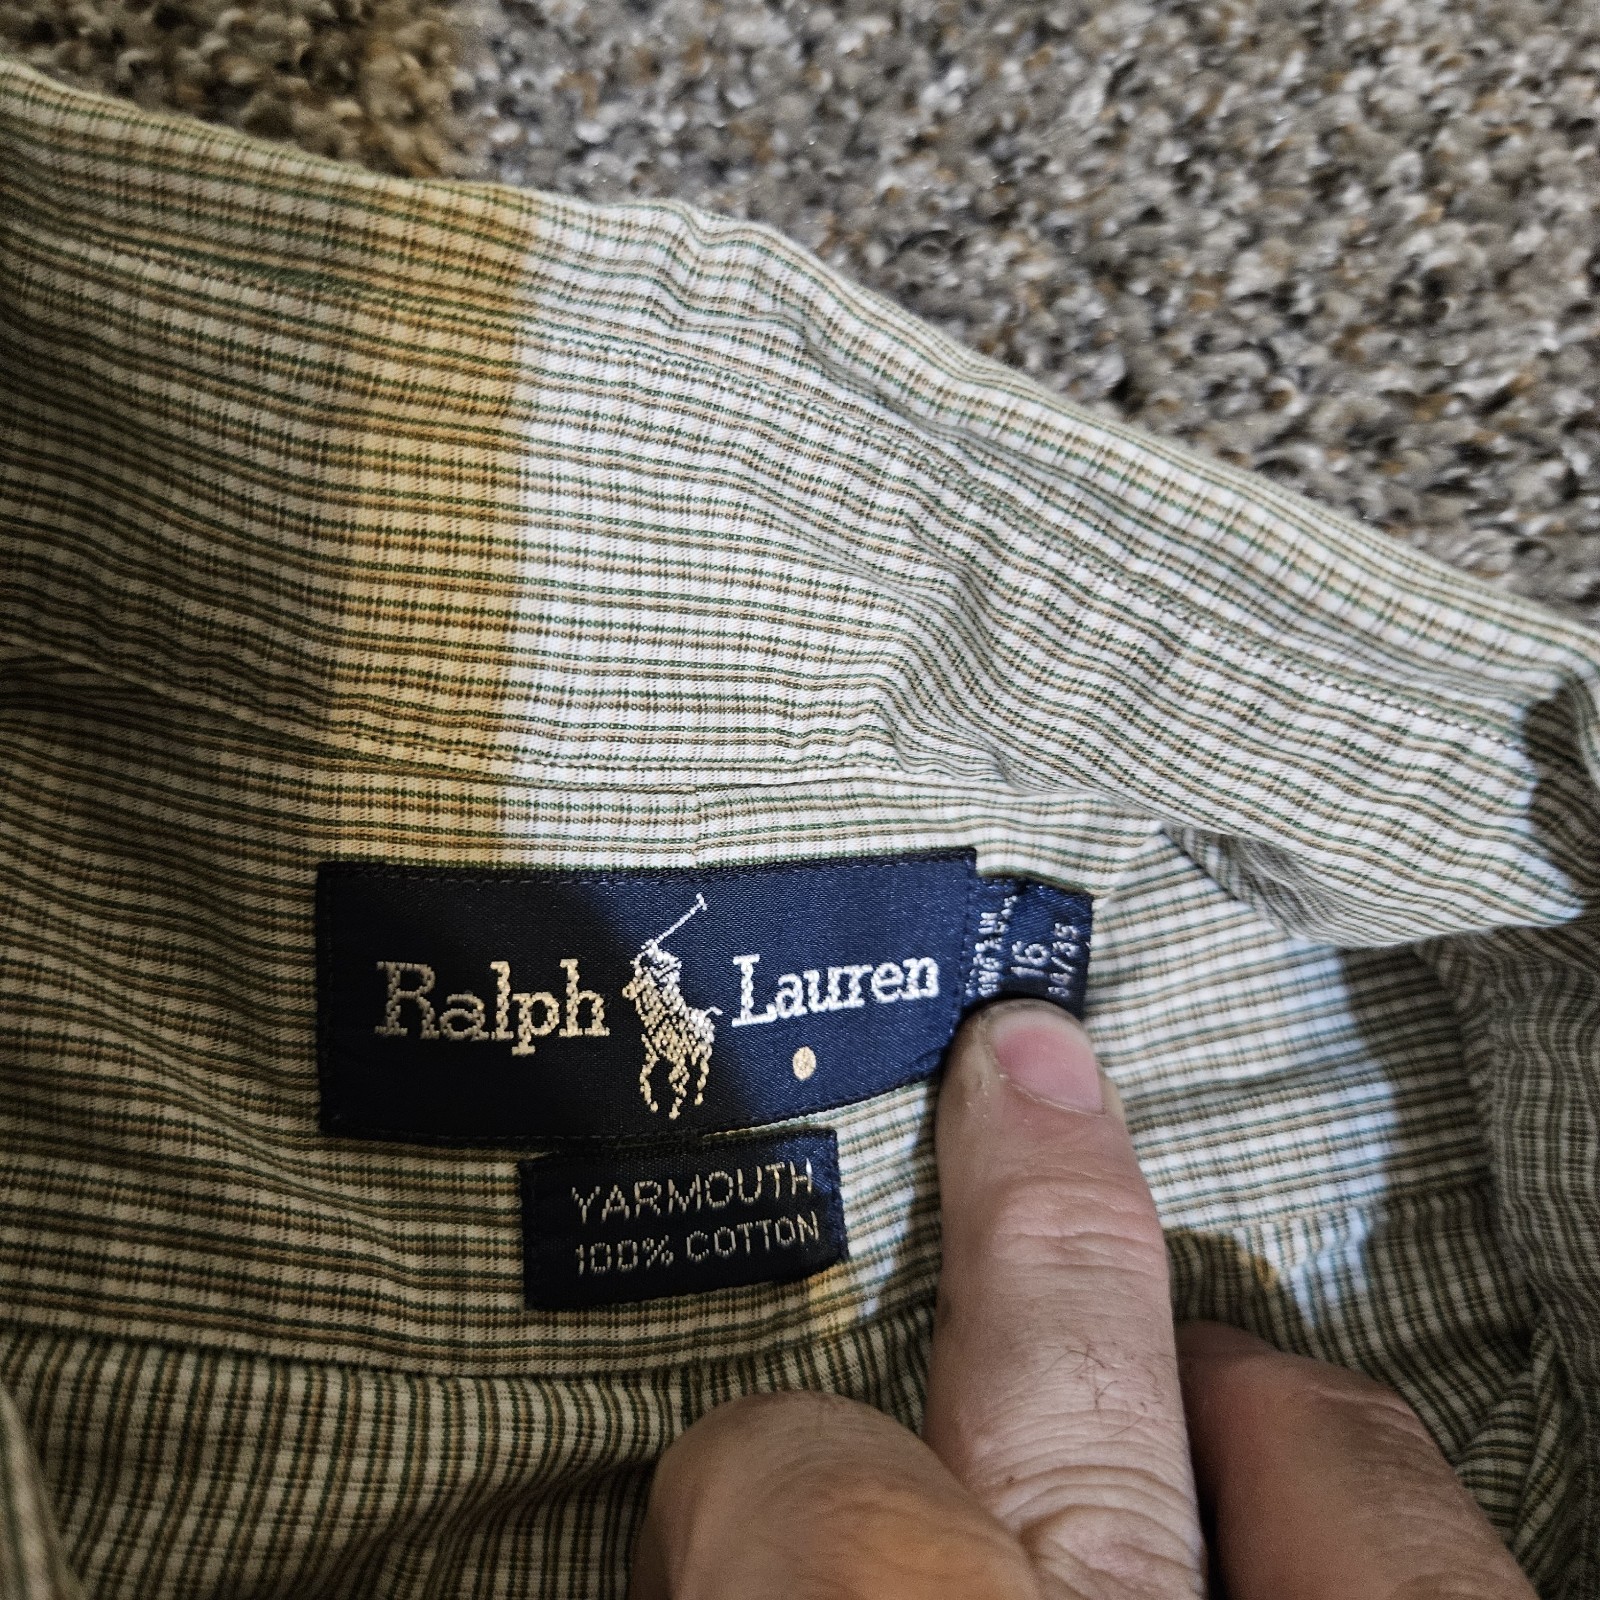 Ralph Lauren
16
YARMOUTH
100% COTTON